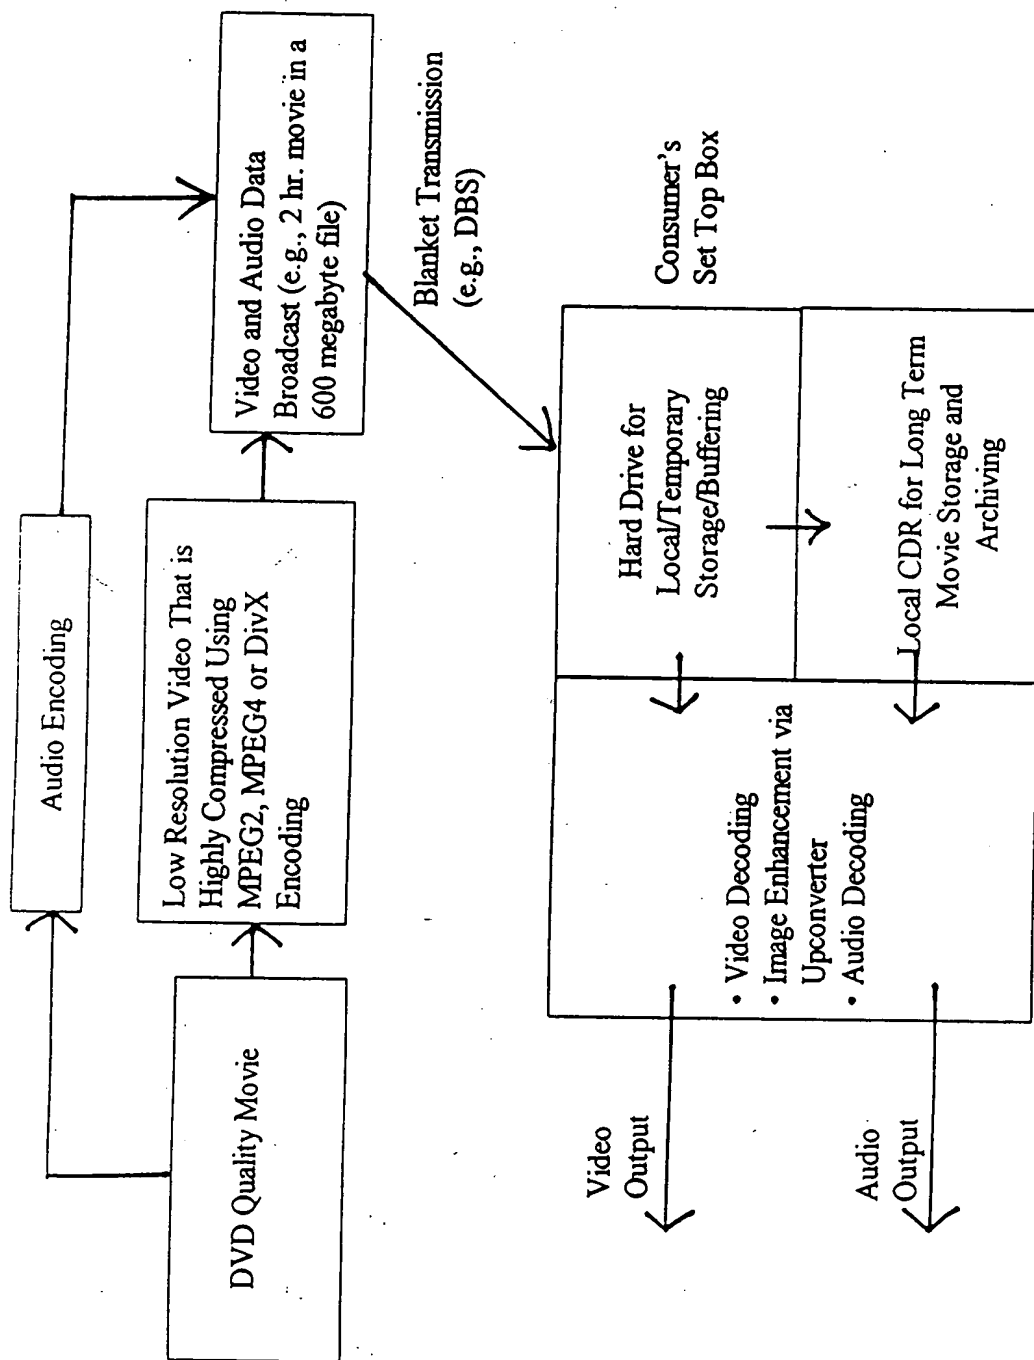 Audio Encoding
DVD Quality Movie
Low Resolution Video That is
Highly Compressed Using
MPEG2, MPEG4 or DivX
Encoding
Video and Audio Data
Broadcast (e.g., 2 hr. movie in a
600 megabyte file)
Blanket Transmission
(e.g., DBS)
Consumer's
Set Top Box
Hard Drive for
Local/Temporary
Storage/Buffering
Local CDR for Long Term
Movie Storage and
Archiving
• Video Decoding
• Image Enhancement via
Upconverter
• Audio Decoding
Video
Output
Audio
Output